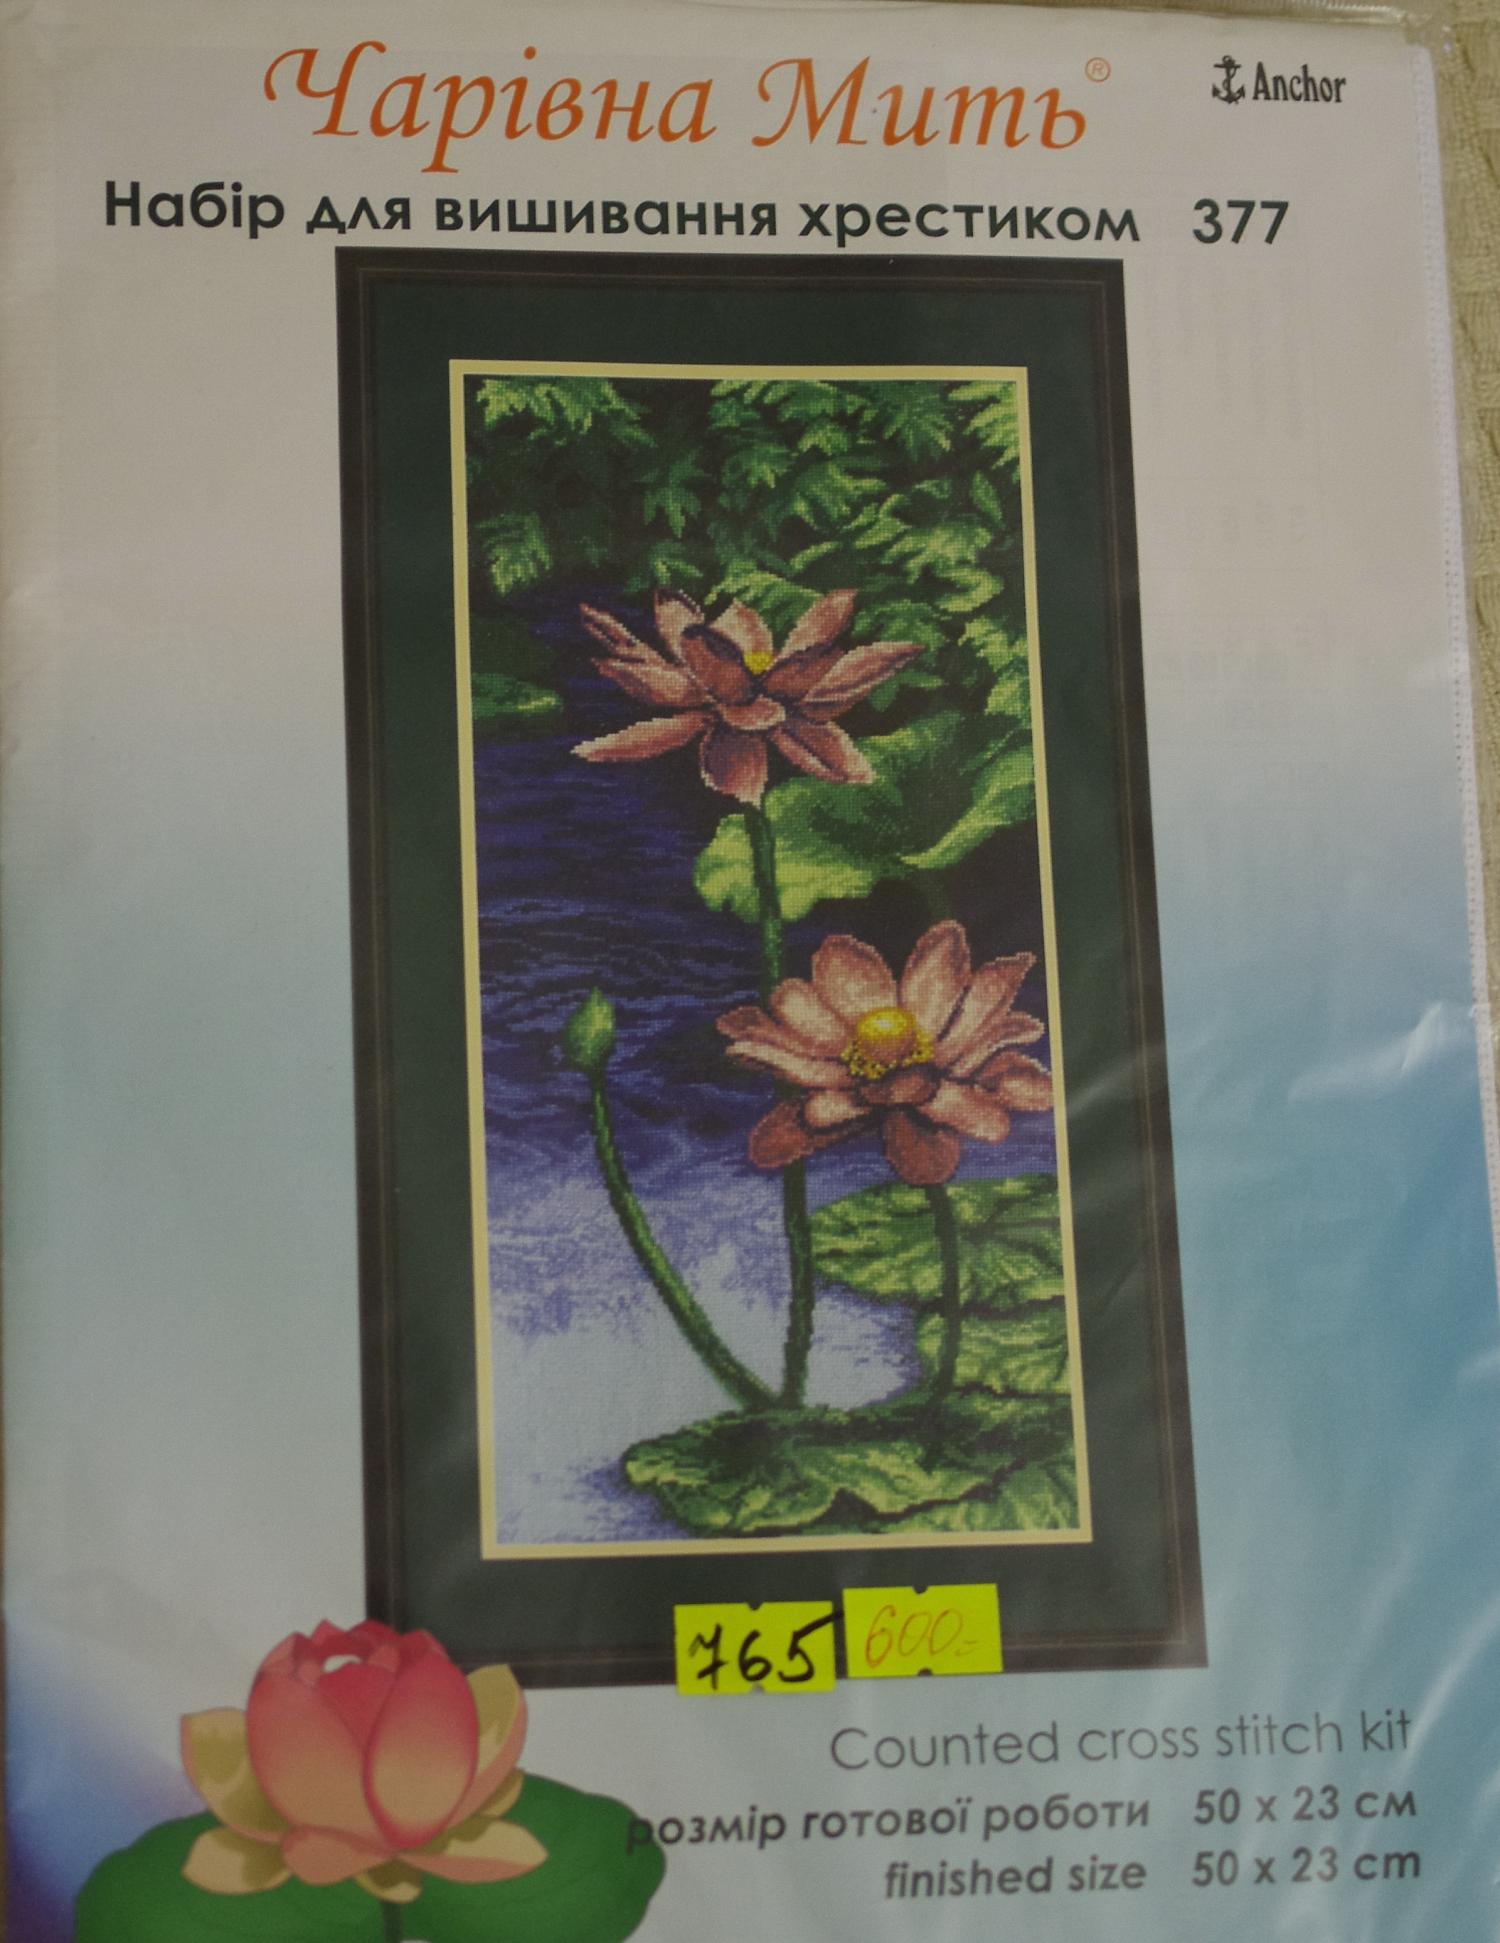 Чарівна Мить®
Anchor
Набір для вишивання хрестиком 377
765
600=
Counted cross stitch kit
розмір готової роботи 50 х 23 см
finished size 50 x 23 cm